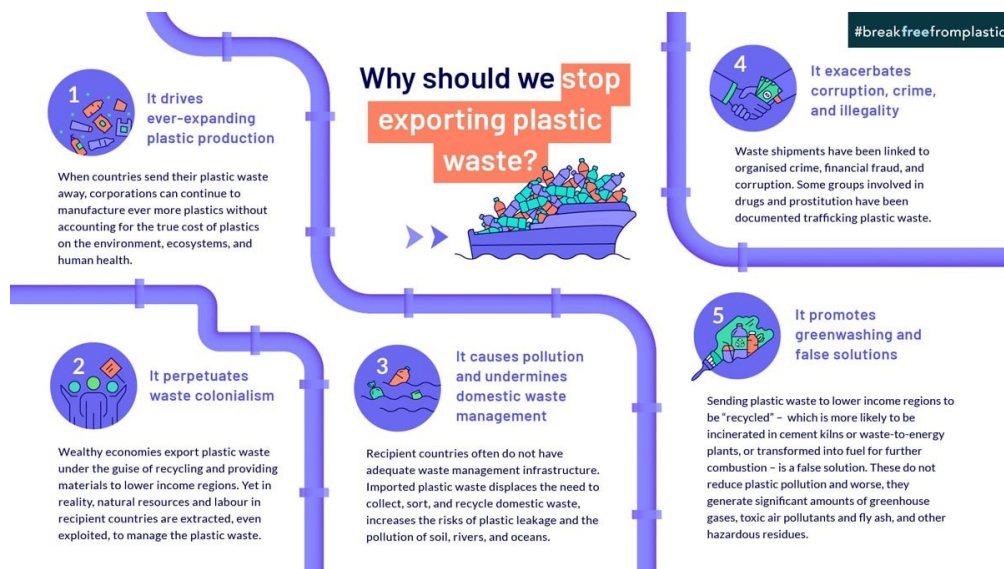 #breakfreefromplastic
Why should we stop
exporting plastic
waste?
1
It drives
ever-expanding
plastic production
When countries send their plastic waste
away, corporations can continue to
manufacture ever more plastics without
accounting for the true cost of plastics
on the environment, ecosystems, and
human health.
2
It perpetuates
waste colonialism
Wealthy economies export plastic waste
under the guise of recycling and providing
materials to lower income regions. Yet in
reality, natural resources and labour in
recipient countries are extracted, even
exploited, to manage the plastic waste.
3
It causes pollution
and undermines
domestic waste
management
Recipient countries often do not have
adequate waste management infrastructure.
Imported plastic waste displaces the need to
collect, sort, and recycle domestic waste,
increases the risks of plastic leakage and the
pollution of soil, rivers, and oceans.
4
It exacerbates
corruption, crime,
and illegality
Waste shipments have been linked to
organised crime, financial fraud, and
corruption. Some groups involved in
drugs and prostitution have been
documented trafficking plastic waste.
5
It promotes
greenwashing and
false solutions
Sending plastic waste to lower income regions to
be “recycled” – which is more likely to be
incinerated in cement kilns or waste-to-energy
plants, or transformed into fuel for further
combustion – is a false solution. These do not
reduce plastic pollution and worse, they
generate significant amounts of greenhouse
gases, toxic air pollutants and fly ash, and other
hazardous residues.